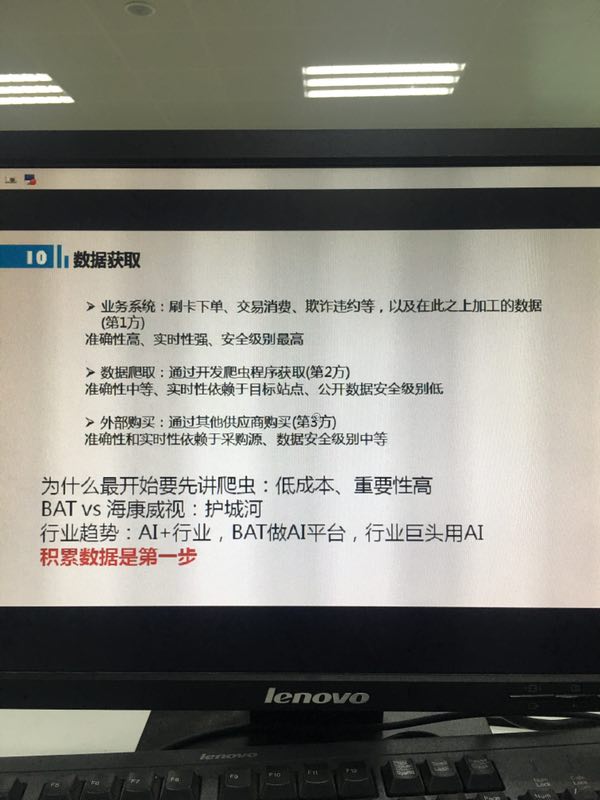 10 数据获取
➢ 业务系统：刷卡下单、交易消费、欺诈违约等，以及在此之上加工的数据
(第1方)
准确性高、实时性强、安全级别最高
➢ 数据爬取：通过开发爬虫程序获取(第2方)
准确性中等、实时性依赖于目标站点、公开数据安全级别低
➢ 外部购买：通过其他供应商购买(第3方)
准确性和实时性依赖于采购源、数据安全级别中等
为什么最开始要先讲爬虫：低成本、重要性高
BAT vs 海康威视：护城河
行业趋势：AI+行业，BAT做AI平台，行业巨头用AI
积累数据是第一步
lenovo
lenovo
F5 F6 F7 F8 F9 F10 F11 F12